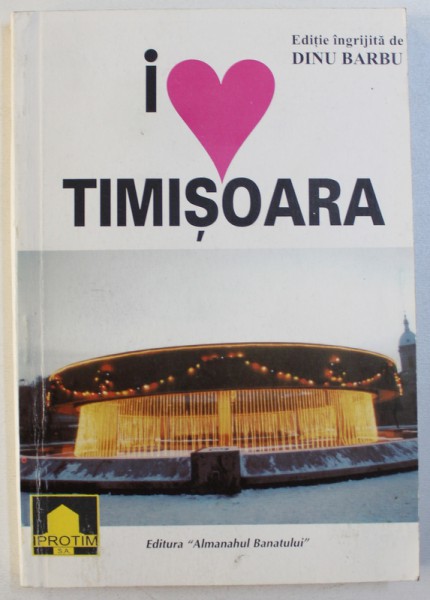 Ediție îngrijită de
DINU BARBU
i
TIMIȘOARA
IPROTIM
S.A.
Editura "Almanahul Banatului"